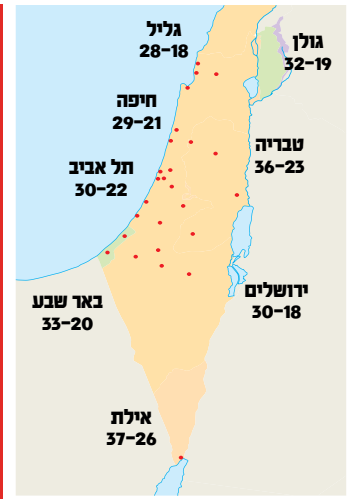 גליל
28-18
גולן
32-19
חיפה
29-21
טבריה
36-23
תל אביב
30-22
ירושלים
30-18
באר שבע
33-20
אילת
37-26